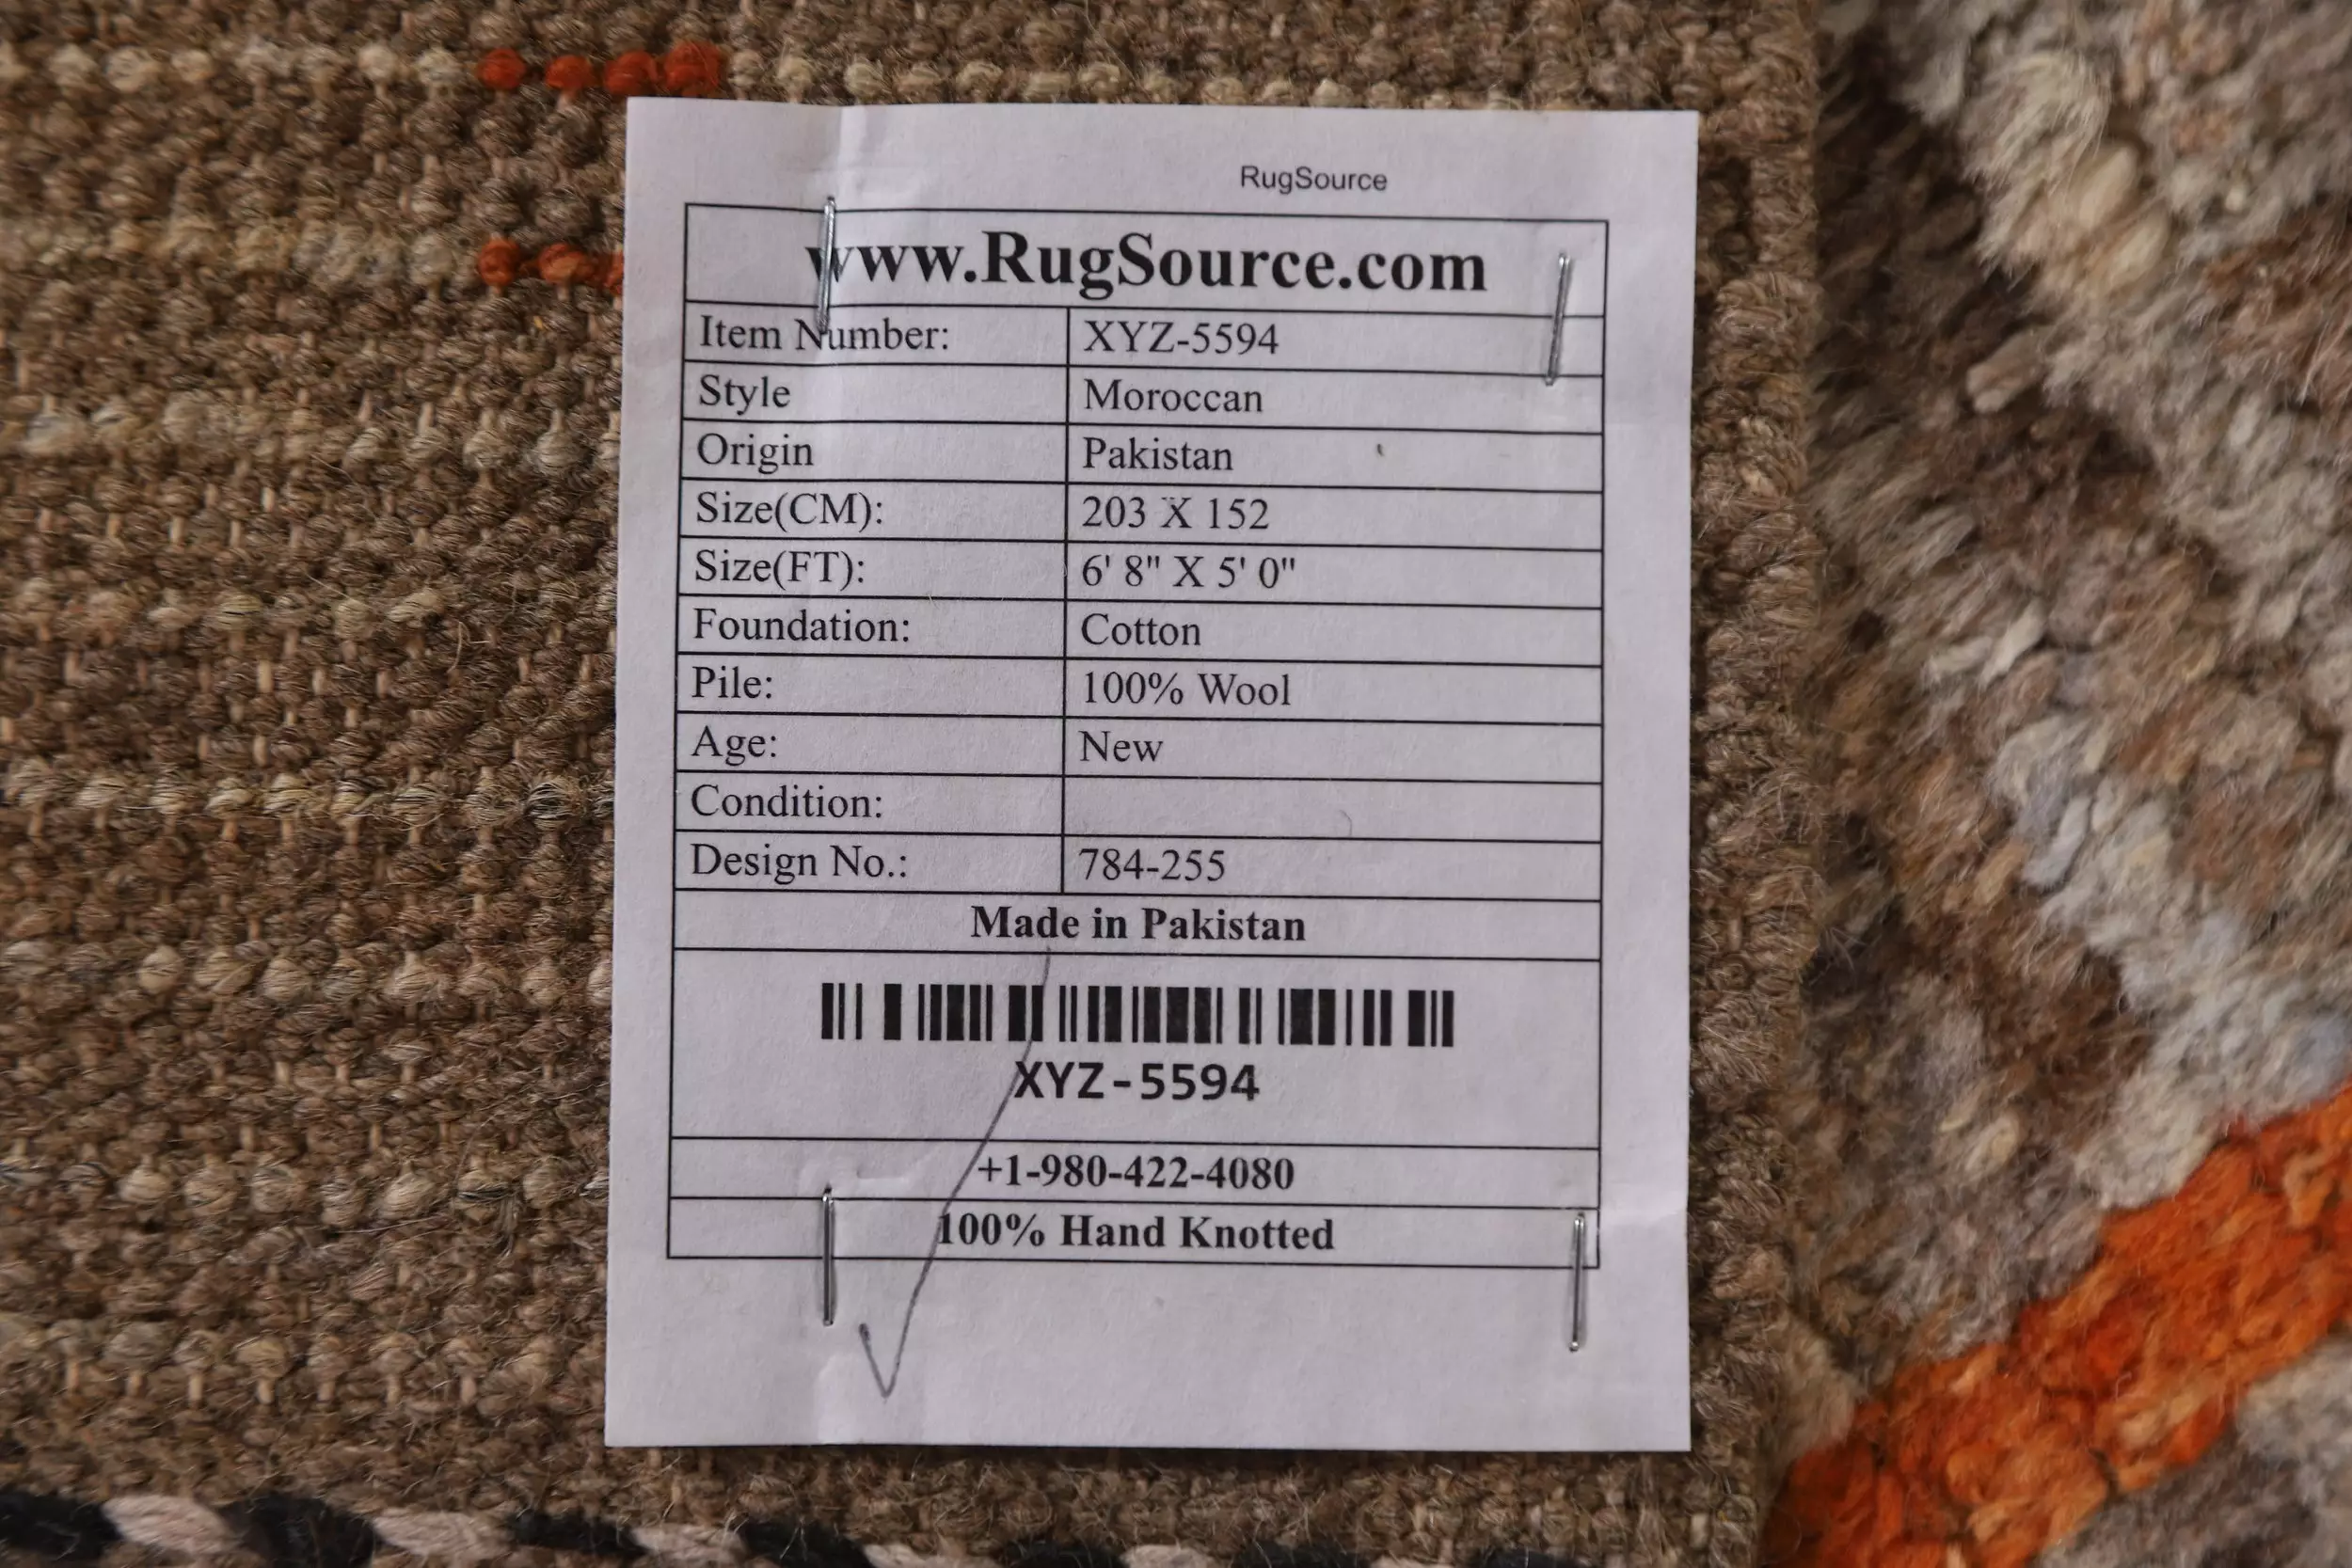 RugSource
www.RugSource.com
Item Number: XYZ-5594
Style Moroccan
Origin Pakistan
Size(CM): 203 X 152
Size(FT): 6' 8" X 5' 0"
Foundation: Cotton
Pile: 100% Wool
Age: New
Condition:
Design No.: 784-255
Made in Pakistan
XYZ-5594
+1-980-422-4080
100% Hand Knotted